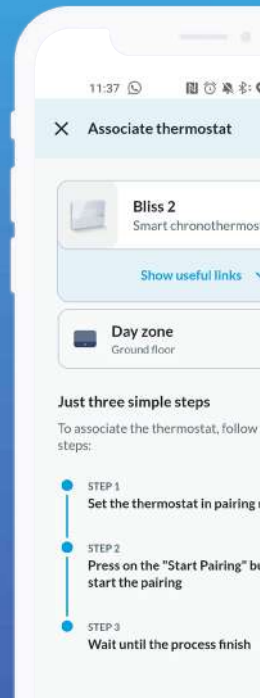 11:37
Associate thermostat
Bliss 2
Smart chronothermos
Show useful links
Day zone
Ground floor
Just three simple steps
To associate the thermostat, follow
steps:
STEP 1
Set the thermostat in pairing
STEP 2
Press on the "Start Pairing" bu
start the pairing
STEP 3
Wait until the process finish